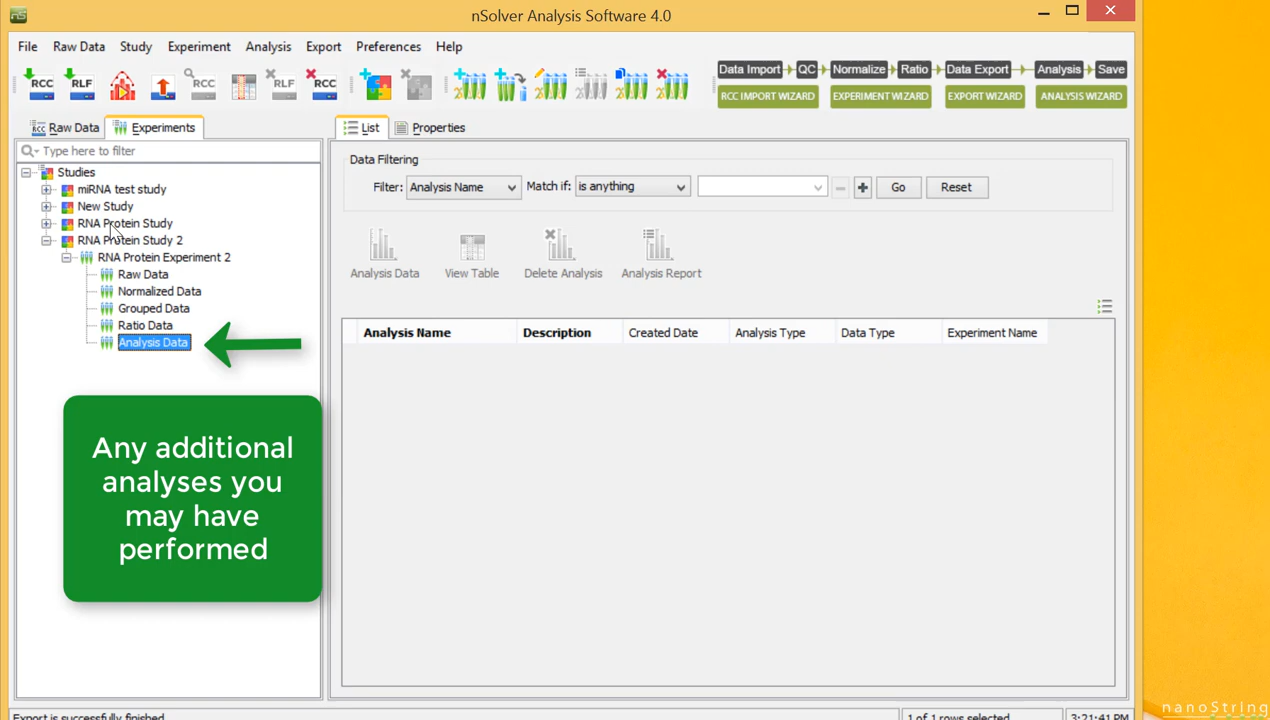 nS
nSolver Analysis Software 4.0
File Raw Data Study Experiment Analysis Export Preferences Help
RCC RLF RCC RLF RCC
Data Import QC Normalize Ratio Data Export Analysis Save
RCC IMPORT WIZARD EXPERIMENT WIZARD EXPORT WIZARD ANALYSIS WIZARD
RCC Raw Data Experiments List Properties
Type here to filter
Data Filtering
Filter: Analysis Name Match if: is anything Go Reset
Studies
miRNA test study
New Study
RNA Protein Study
RNA Protein Study 2
RNA Protein Experiment 2
Raw Data
Normalized Data
Grouped Data
Ratio Data
Analysis Data
Analysis Data View Table Delete Analysis Analysis Report
Analysis Name Description Created Date Analysis Type Data Type Experiment Name
Any additional
analyses you
may have
performed
Export is successfully finished
1 of 1 rows selected 3:21:41 PM
nanoString